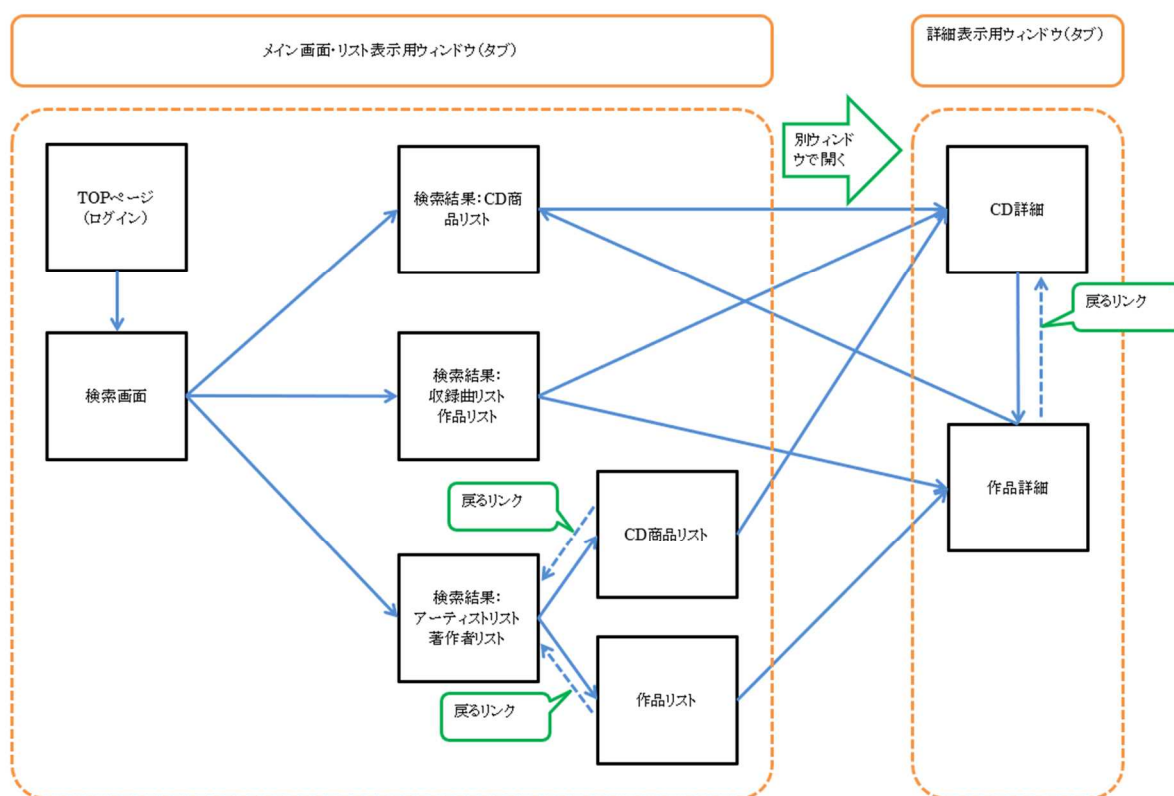 メイン画面・リスト表示用ウィンドウ(タブ)
詳細表示用ウィンドウ(タブ)
別ウィンド
ウで開く
TOPページ
(ログイン)
検索結果:CD商
品リスト
CD詳細
戻るリンク
検索画面
検索結果:
収録曲リスト
作品リスト
作品詳細
戻るリンク
CD商品リスト
検索結果:
アーティストリスト
著作者リスト
戻るリンク
作品リスト